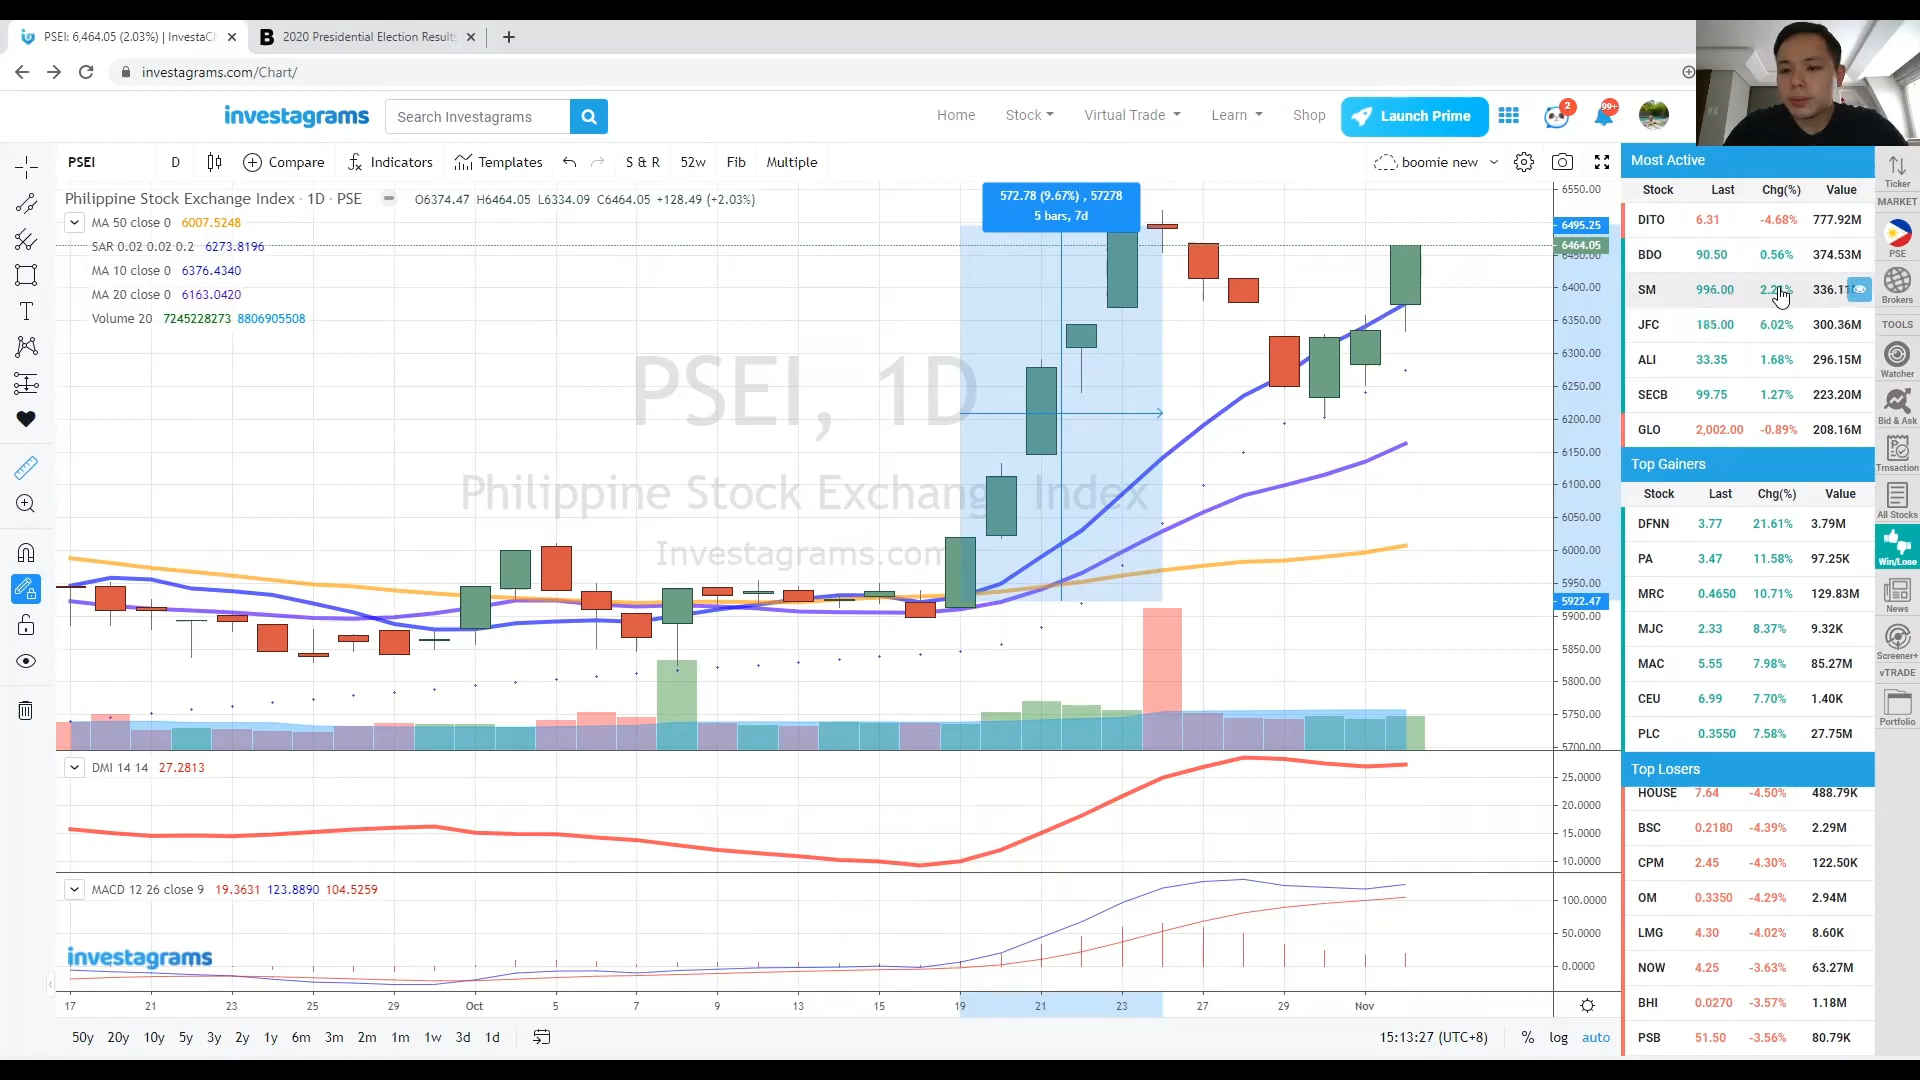 PSEI: 6,464.05 (2.03%) | InvestaCh
2020 Presidential Election Results
investagrams.com/Chart/
investagrams
Search Investagrams
Home
Stock
Virtual Trade
Learn
Shop
Launch Prime
2
99+
PSEI
D
Compare
Indicators
Templates
S & R
52w
Fib
Multiple
boomie new
Philippine Stock Exchange Index · 1D · PSE
O6374.47 H6464.05 L6334.09 C6464.05 +128.49 (+2.03%)
MA 50 close 0 6007.5248
SAR 0.02 0.02 0.2 6273.8196
MA 10 close 0 6376.4340
MA 20 close 0 6163.0420
Volume 20 7245228273 8806905508
572.78 (9.67%) , 57278
5 bars, 7d
PSEI, 1D
Philippine Stock Exchange Index
Investagrams.com
6550.00
6495.25
6464.05
6450.00
6400.00
6350.00
6300.00
6250.00
6200.00
6150.00
6100.00
6050.00
6000.00
5950.00
5922.47
5900.00
5850.00
5800.00
5750.00
5700.00
DMI 14 14 27.2813
25.0000
20.0000
15.0000
10.0000
MACD 12 26 close 9 19.3631 123.8890 104.5259
100.0000
50.0000
0.0000
investagrams
17 21 23 25 29 Oct 5 7 9 13 15 19 21 23 27 29 Nov
50y 20y 10y 5y 3y 2y 1y 6m 3m 2m 1m 1w 3d 1d
15:13:27 (UTC+8)
% log auto
Most Active
Stock Last Chg(%) Value
DITO 6.31 -4.68% 777.92M
BDO 90.50 0.56% 374.53M
SM 996.00
JFC 185.00 6.02% 300.36M
ALI 33.35 1.68% 296.15M
SECB 99.75 1.27% 223.20M
GLO 2,002.00 -0.89% 208.16M
Top Gainers
Stock Last Chg(%) Value
DFNN 3.77 21.61% 3.79M
PA 3.47 11.58% 97.25K
MRC 0.4650 10.71% 129.83M
MJC 2.33 8.37% 9.32K
MAC 5.55 7.98% 85.27M
CEU 6.99 7.70% 1.40K
PLC 0.3550 7.58% 27.75M
Top Losers
HOUSE 7.64 -4.50% 488.79K
BSC 0.2180 -4.39% 2.29M
CPM 2.45 -4.30% 122.50K
OM 0.3350 -4.29% 2.94M
LMG 4.30 -4.02% 8.60K
NOW 4.25 -3.63% 63.27M
BHI 0.0270 -3.57% 1.18M
PSB 51.50 -3.56% 80.79K
Ticker
MARKET
PSE
Brokers
TOOLS
Watcher
Bid & Ask
Trnsaction
All Stocks
Win/Lose
News
Screener+
vTRADE
Portfolio